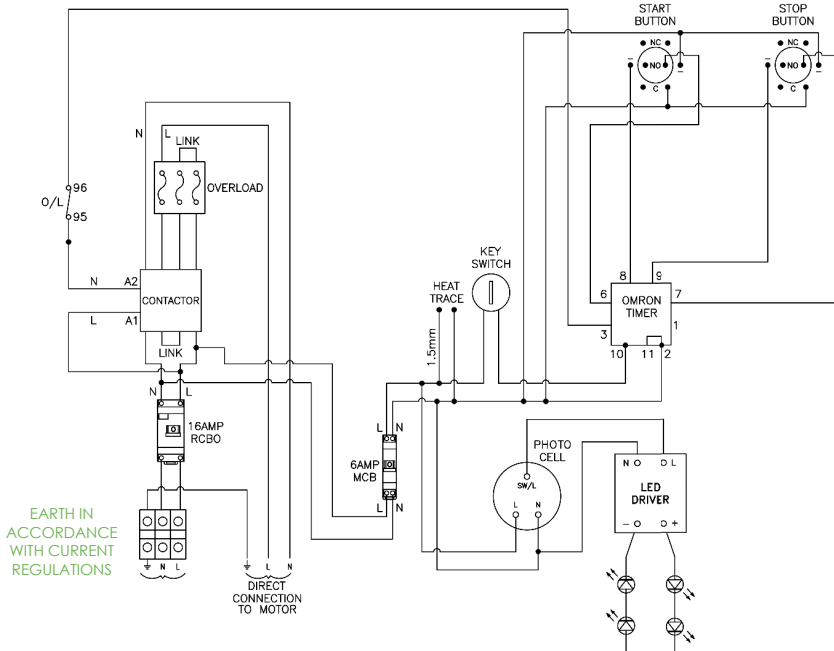 START
BUTTON
STOP
BUTTON
NC
NO
C
NC
NO
C
N
L
LINK
OVERLOAD
96
O/L
95
N
A2
CONTACTOR
L
A1
LINK
KEY
SWITCH
HEAT
TRACE
1.5mm
8
9
6
OMRON
TIMER
7
3
1
10
11
2
N
L
16AMP
RCBO
L
N
6AMP
MCB
L
N
PHOTO
CELL
SW/L
L
N
N
L
LED
DRIVER
–
+
EARTH IN
ACCORDANCE
WITH CURRENT
REGULATIONS
N
L
L
N
DIRECT
CONNECTION
TO MOTOR